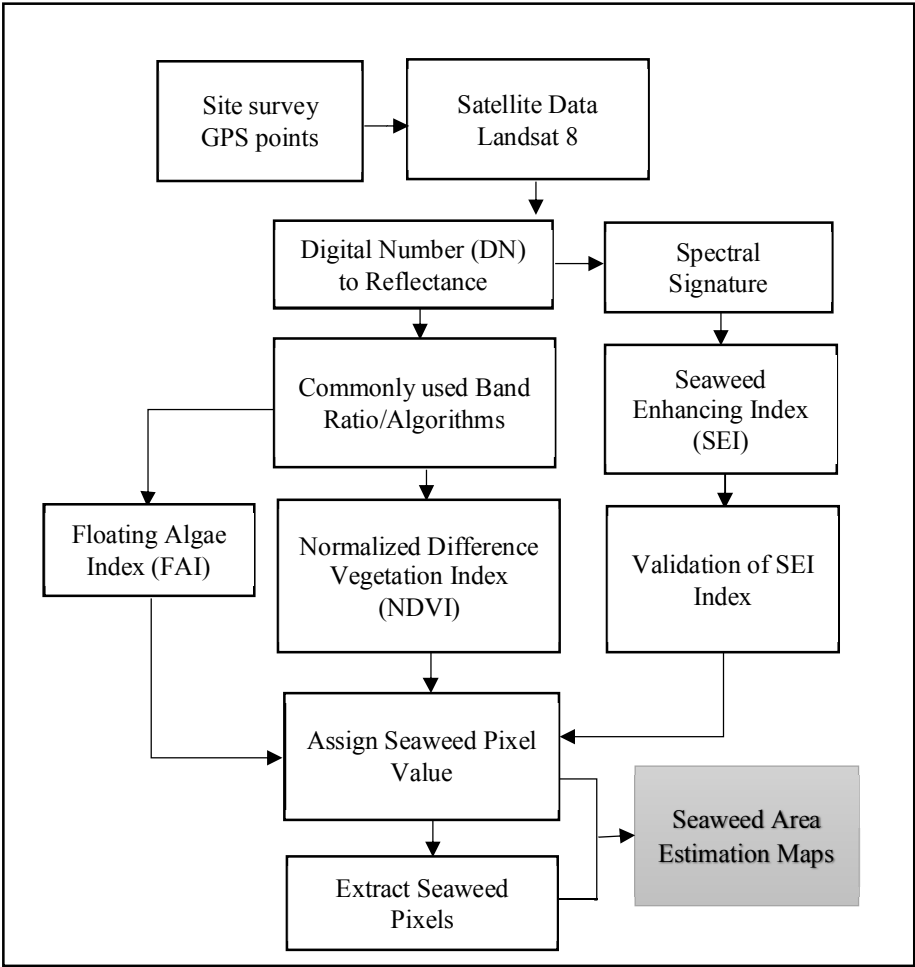 Site survey
GPS points
Satellite Data
Landsat 8
Digital Number (DN)
to Reflectance
Spectral
Signature
Commonly used Band
Ratio/Algorithms
Seaweed
Enhancing Index
(SEI)
Floating Algae
Index (FAI)
Normalized Difference
Vegetation Index
(NDVI)
Validation of SEI
Index
Assign Seaweed Pixel
Value
Seaweed Area
Estimation Maps
Extract Seaweed
Pixels